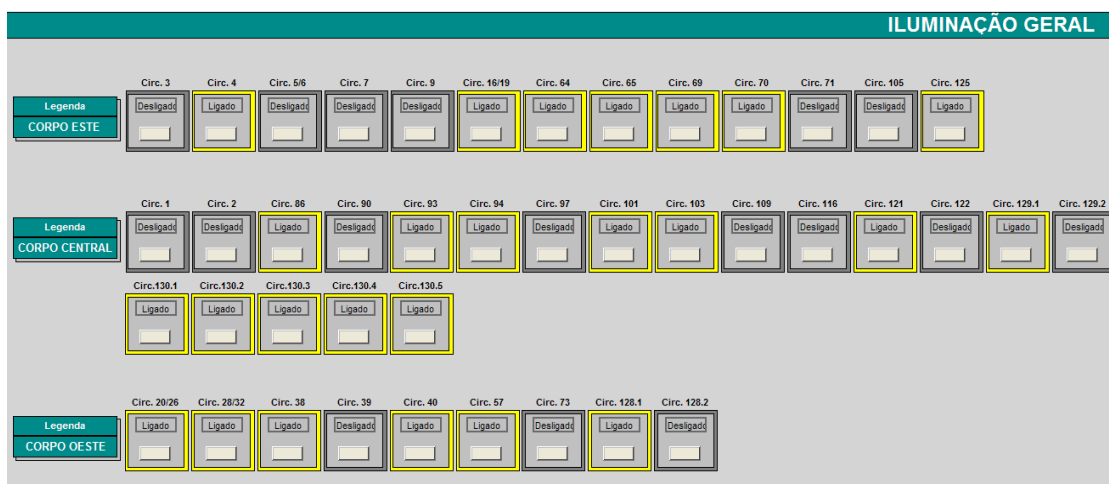 ILUMINAÇÃO GERAL
Circ. 3 Circ. 4 Circ. 5/6 Circ. 7 Circ. 9 Circ. 16/19 Circ. 64 Circ. 65 Circ. 69 Circ. 70 Circ. 71 Circ. 105 Circ. 125
Legenda Desligado Ligado Desligado Desligado Desligado Ligado Ligado Ligado Ligado Ligado Desligado Desligado Ligado
CORPO ESTE
Circ. 1 Circ. 2 Circ. 86 Circ. 90 Circ. 93 Circ. 94 Circ. 97 Circ. 101 Circ. 103 Circ. 109 Circ. 116 Circ. 121 Circ. 122 Circ. 129.1 Circ. 129.2
Legenda Desligado Desligado Ligado Desligado Ligado Ligado Desligado Ligado Ligado Desligado Desligado Ligado Desligado Ligado Desligado
CORPO CENTRAL
Circ.130.1 Circ.130.2 Circ.130.3 Circ.130.4 Circ.130.5
Ligado Ligado Ligado Ligado Ligado
Circ. 20/26 Circ. 28/32 Circ. 38 Circ. 39 Circ. 40 Circ. 57 Circ. 73 Circ. 128.1 Circ. 128.2
Legenda Ligado Ligado Ligado Desligado Ligado Ligado Desligado Ligado Desligado
CORPO OESTE